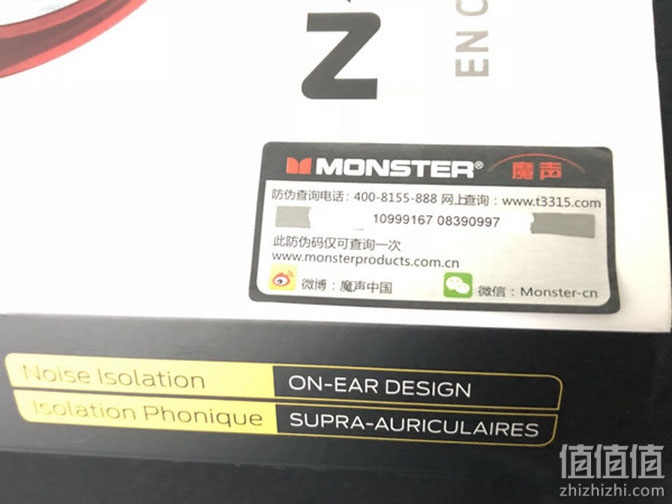 Z
EN C
MONSTER® 魔声
防伪查询电话: 400-8155-888 网上查询: www.t3315.com
10999167 08390997
此防伪码仅可查询一次
www.monsterproducts.com.cn
微博: 魔声中国 微信: Monster-cn
Noise Isolation ON-EAR DESIGN
Isolation Phonique SUPRA-AURICULAIRES
值值值
zhizhizhi.com